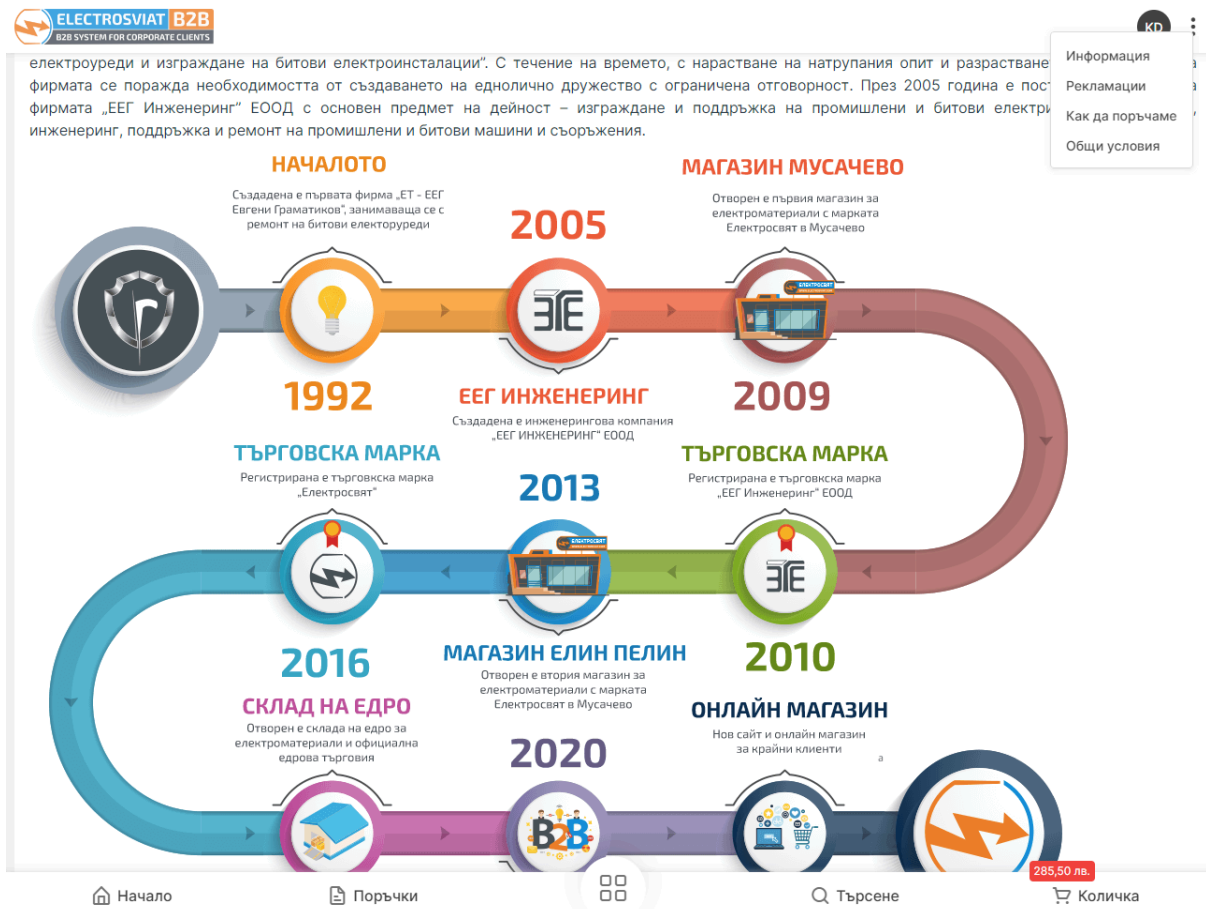 ELECTROSVIAT B2B
B2B SYSTEM FOR CORPORATE CLIENTS
KD
Информация
Рекламации
Как да поръчаме
Общи условия
електроуреди и изграждане на битови електроинсталации”. С течение на времето, с нарастване на натрупания опит и разрастване
фирмата се поражда необходимостта от създаването на еднолично дружество с ограничена отговорност. През 2005 година е пост
фирмата „ЕЕГ Инженеринг” ЕООД с основен предмет на дейност – изграждане и поддръжка на промишлени и битови електри
инженеринг, поддръжка и ремонт на промишлени и битови машини и съоръжения.
НАЧАЛОТО
Създадена е първата фирма „ЕТ - ЕЕГ
Евгени Граматиков”, занимаваща се с
ремонт на битови електоруреди
1992
2005
ЕЕГ ИНЖЕНЕРИНГ
Създадена е инженерингова компания
„ЕЕГ ИНЖЕНЕРИНГ“ ЕООД
МАГАЗИН МУСАЧЕВО
Отворен е първия магазин за
електроматериали с марката
Електросвят в Мусачево
ЕЛЕКТРОСВЯТ
2009
ТЪРГОВСКА МАРКА
Регистрирана е търговкска марка
„ЕЕГ Инженеринг“ ЕООД
2010
2013
ЕЛЕКТРОСВЯТ
МАГАЗИН ЕЛИН ПЕЛИН
Отворен е втория магазин за
електроматериали с марката
Електросвят в Мусачево
ТЪРГОВСКА МАРКА
Регистрирана е търговкска марка
„Електросвят“
2016
СКЛАД НА ЕДРО
Отворен е склада на едро за
електроматериали и официална
едрова търговия
2020
B2B
ОНЛАЙН МАГАЗИН
Нов сайт и онлайн магазин
за крайни клиенти
а
285,50 лв.
Начало
Поръчки
Търсене
Количка